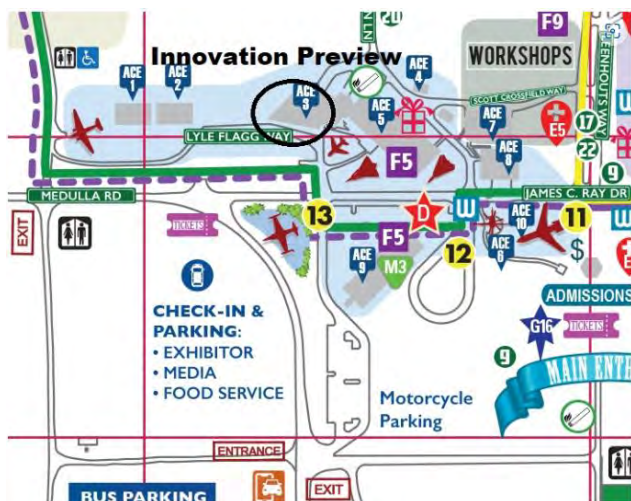 20
F9
Innovation Preview
WORKSHOPS
ACE
1
ACE
2
ACE
3
ACE
4
ACE
5
SCOTT CROSSFIELD WAY
ACE
7
E5
17
22
LYLE FLAGG WAY
F5
ACE
8
9
W
MEDULLA RD
JAMES C. RAY DR
13
D
W
ACE
10
11
W
EXIT
TICKETS
F5
12
ACE
6
$
ACE
9
M3
CHECK-IN &
PARKING:
• EXHIBITOR
• MEDIA
• FOOD SERVICE
ADMISSIONS
G16
TICKETS
9
MAIN ENTR
Motorcycle
Parking
ENTRANCE
BUS PARKING
EXIT